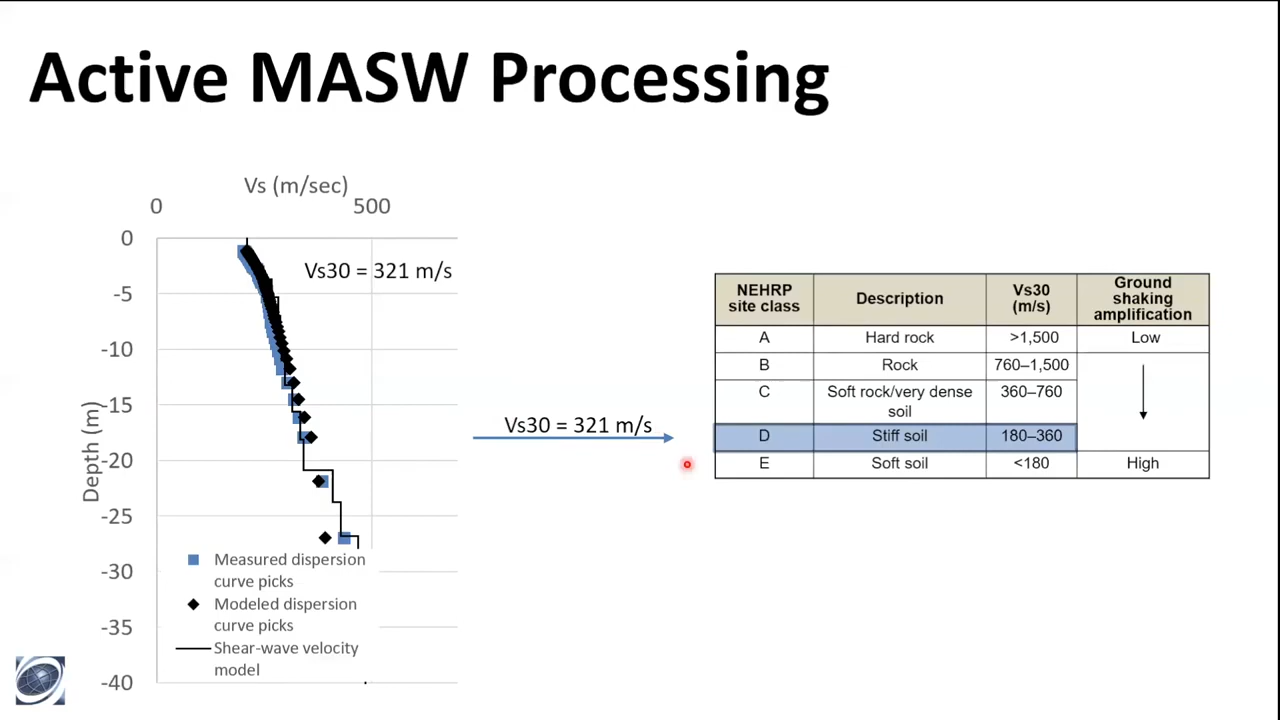 Active MASW Processing
Vs (m/sec)
0 500
0
-5
-10
-15
-20
-25
-30
-35
-40
Depth (m)
Vs30 = 321 m/s
Measured dispersion
curve picks
Modeled dispersion
curve picks
Shear-wave velocity
model
Vs30 = 321 m/s
NEHRP
site class
Description
Vs30
(m/s)
Ground
shaking
amplification
A Hard rock >1,500 Low
B Rock 760–1,500
C Soft rock/very dense
soil
360–760
D Stiff soil 180–360
E Soft soil <180 High